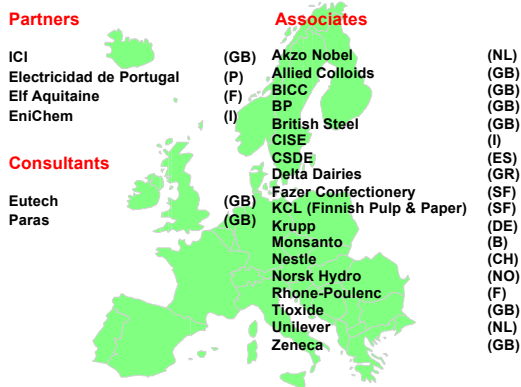 Partners
ICI (GB)
Electricidad de Portugal (P)
Elf Aquitaine (F)
EniChem (I)
Consultants
Eutech (GB)
Paras (GB)
Associates
Akzo Nobel (NL)
Allied Colloids (GB)
BICC (GB)
BP (GB)
British Steel (GB)
CISE (I)
CSDE (ES)
Delta Dairies (GR)
Fazer Confectionery (SF)
KCL (Finnish Pulp & Paper) (SF)
Krupp (DE)
Monsanto (B)
Nestle (CH)
Norsk Hydro (NO)
Rhone-Poulenc (F)
Tioxide (GB)
Unilever (NL)
Zeneca (GB)